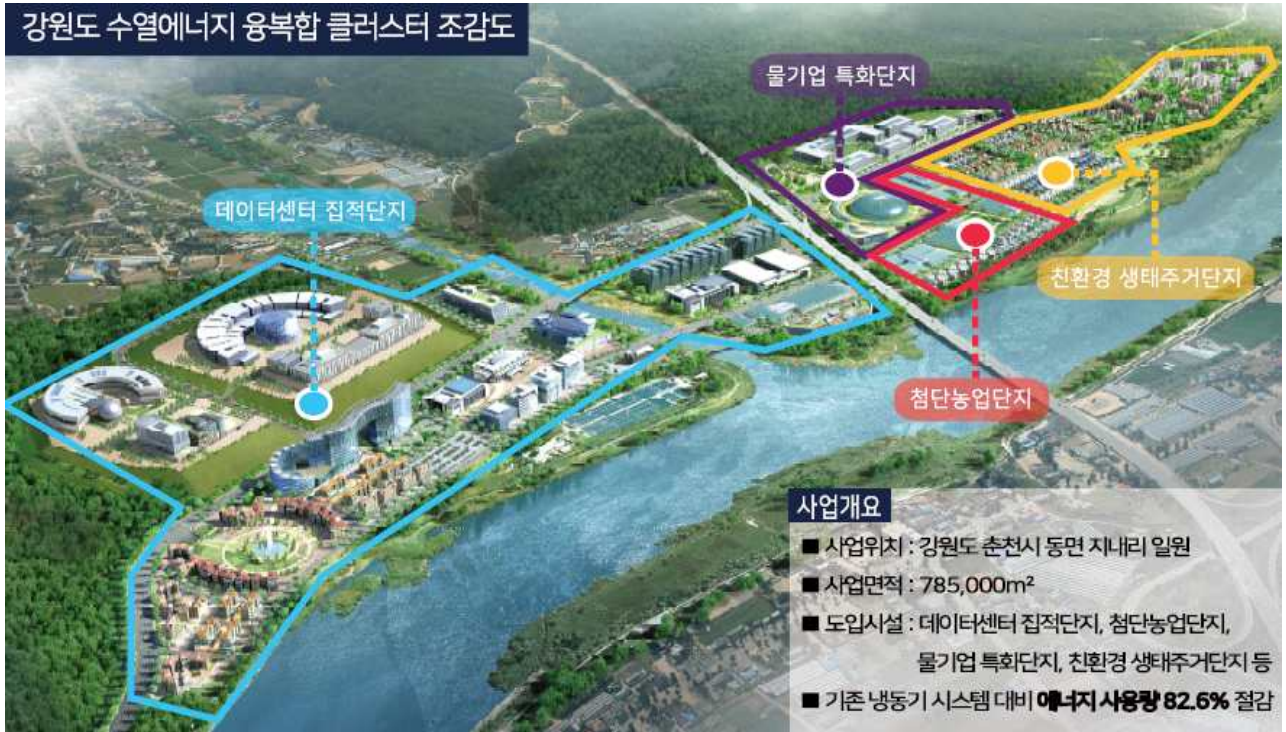 강원도 수열에너지 융복합 클러스터 조감도
물기업 특화단지
데이터센터 집적단지
친환경 생태주거단지
첨단농업단지
사업개요
■ 사업위치 : 강원도 춘천시 동면 지내리 일원
■ 사업면적 : 785,000m²
■ 도입시설 : 데이터센터 집적단지, 첨단농업단지,
물기업 특화단지, 친환경 생태주거단지 등
■ 기존 냉동기 시스템 대비 에너지 사용량 82.6% 절감